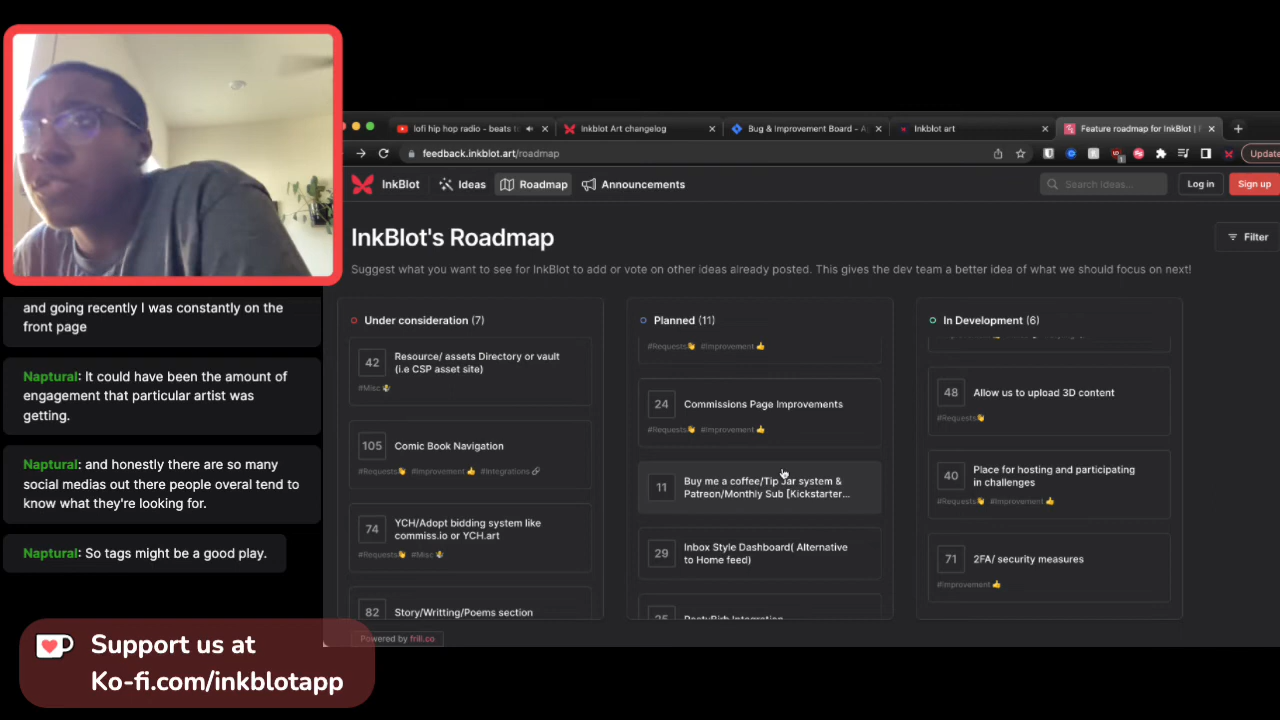 lofi hip hop radio - beats to
Inkblot Art changelog
Bug & Improvement Board - A
Inkblot art
Feature roadmap for InkBlot |
feedback.inkblot.art/roadmap
Update
InkBlot
Ideas
Roadmap
Announcements
Search Ideas...
Log in
Sign up
InkBlot's Roadmap
Filter
Suggest what you want to see for InkBlot to add or vote on other ideas already posted. This gives the dev team a better idea of what we should focus on next!
Under consideration (7)
42
Resource/ assets Directory or vault
(i.e CSP asset site)
#Misc
105
Comic Book Navigation
#Requests #Improvement #Integrations
74
YCH/Adopt bidding system like
commiss.io or YCH.art
#Requests #Misc
82
Story/Writting/Poems section
Planned (11)
#Requests #Improvement
24
Commissions Page Improvements
#Requests #Improvement
11
Buy me a coffee/Tip Jar system &
Patreon/Monthly Sub [Kickstarter...
29
Inbox Style Dashboard( Alternative
to Home feed)
25
PostyBirb Integration
In Development (6)
48
Allow us to upload 3D content
#Requests
40
Place for hosting and participating
in challenges
#Requests #Improvement
71
2FA/ security measures
#Improvement
Powered by frill.co
and going recently I was constantly on the
front page
Naptural: It could have been the amount of
engagement that particular artist was
getting.
Naptural: and honestly there are so many
social medias out there people overal tend to
know what they're looking for.
Naptural: So tags might be a good play.
Support us at
Ko-fi.com/inkblotapp